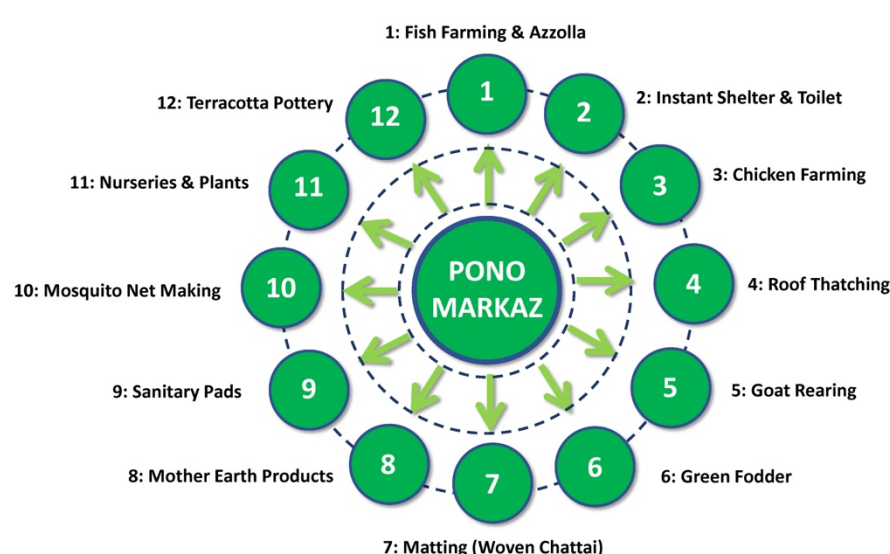 1: Fish Farming & Azzolla
1
12: Terracotta Pottery
12
2
2: Instant Shelter & Toilet
11: Nurseries & Plants
11
3
3: Chicken Farming
10: Mosquito Net Making
10
PONO
MARKAZ
4
4: Roof Thatching
9: Sanitary Pads
9
5
5: Goat Rearing
8: Mother Earth Products
8
6
6: Green Fodder
7
7: Matting (Woven Chattai)